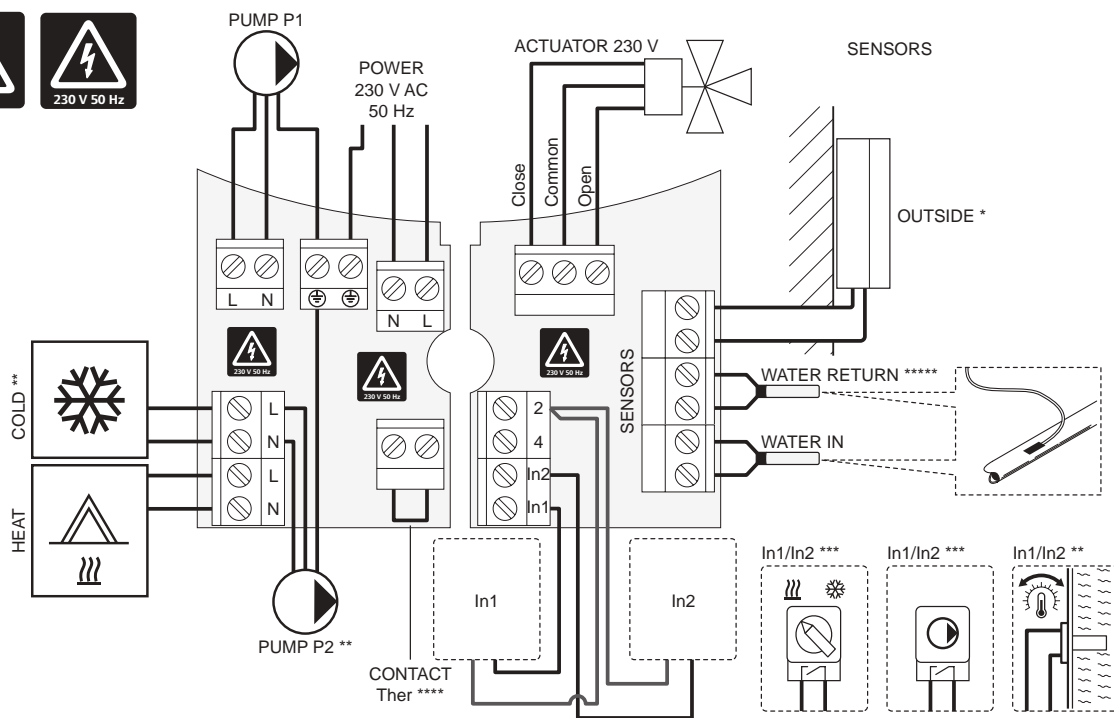 PUMP P1
230 V 50 Hz
POWER
230 V AC
50 Hz
ACTUATOR 230 V
SENSORS
Close
Common
Open
OUTSIDE *
L N
N L
230 V 50 Hz
230 V 50 Hz
230 V 50 Hz
COLD **
HEAT
L
N
L
N
2
4
In2
In1
SENSORS
WATER RETURN *****
WATER IN
PUMP P2 **
CONTACT
Ther ****
In1
In2
In1/In2 ***
In1/In2 ***
In1/In2 **